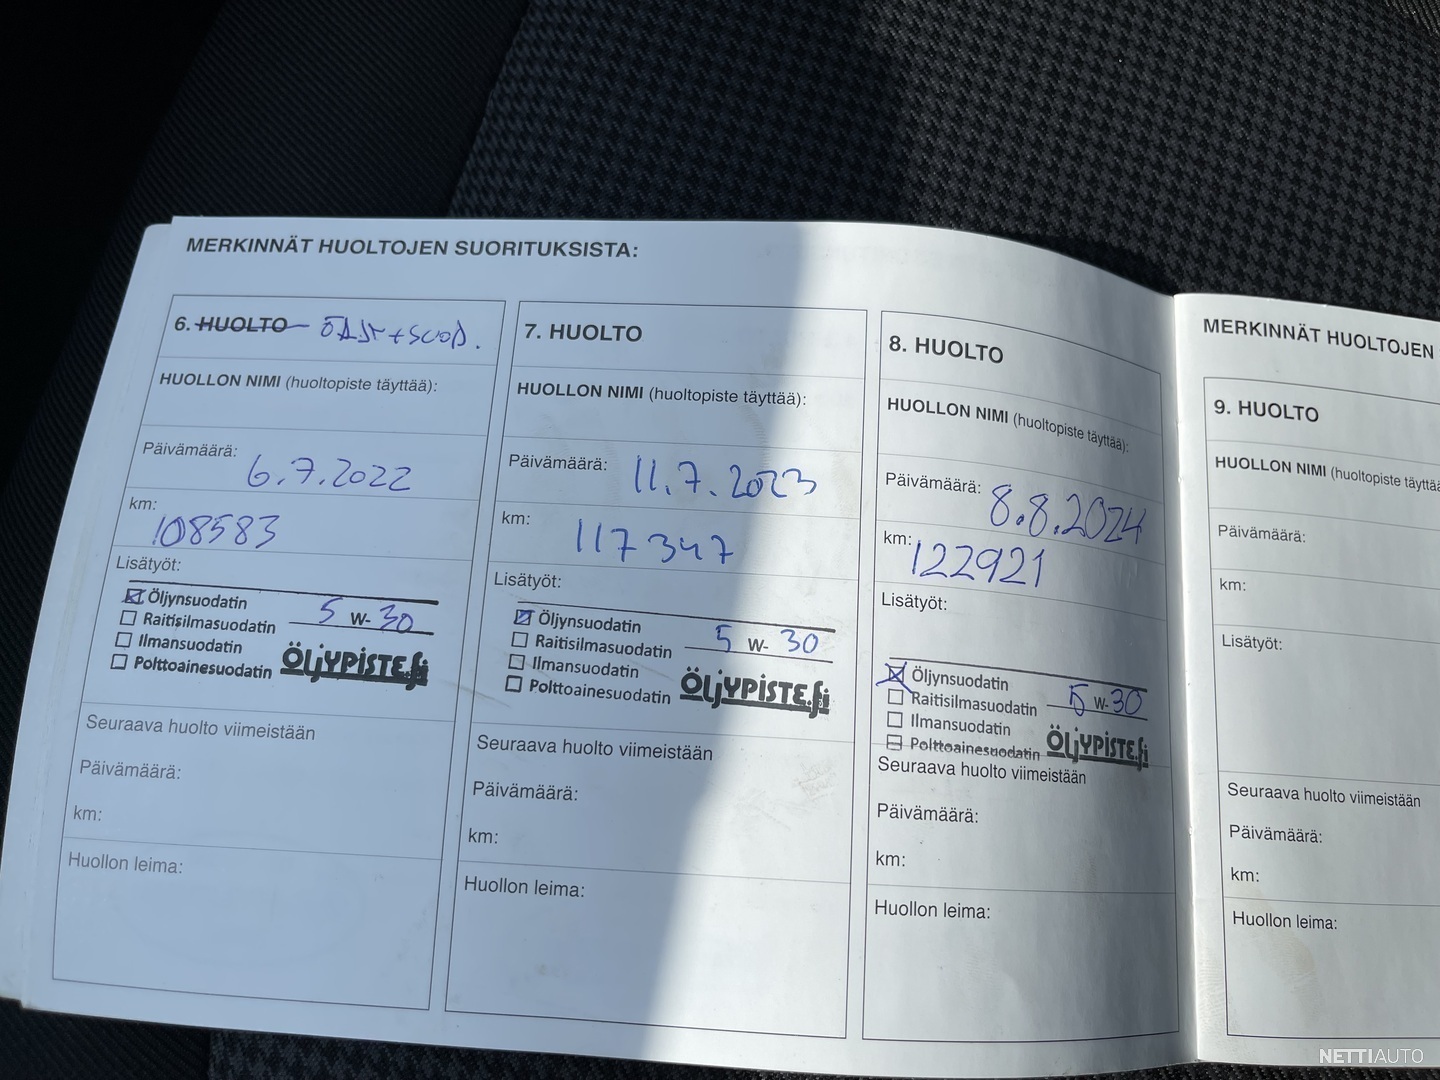 MERKINNÄT HUOLTOJEN SUORITUKSISTA:
6. HUOLTO
HUOLLON NIMI (huoltopiste täyttää):
Päivämäärä: 6.7.2022
km: 108583
Lisätyöt:
Öljynsuodatin
Raitisilmasuodatin 5 W- 30
Ilmansuodatin
Polttoainesuodatin ÖLjYPISTE.fi
Seuraava huolto viimeistään
Päivämäärä:
km:
Huollon leima:
7. HUOLTO
HUOLLON NIMI (huoltopiste täyttää):
Päivämäärä: 11.7.2023
km: 117347
Lisätyöt:
Öljynsuodatin
Raitisilmasuodatin 5 W- 30
Ilmansuodatin
Polttoainesuodatin ÖLjYPISTE.fi
Seuraava huolto viimeistään
Päivämäärä:
km:
Huollon leima:
8. HUOLTO
HUOLLON NIMI (huoltopiste täyttää):
Päivämäärä: 8.8.2024
km: 122921
Lisätyöt:
Öljynsuodatin
Raitisilmasuodatin 5 W- 30
Ilmansuodatin
Polttoainesuodatin ÖLjYPISTE.fi
Seuraava huolto viimeistään
Päivämäärä:
km:
Huollon leima:
MERKINNÄT HUOLTOJEN
9. HUOLTO
HUOLLON NIMI (huoltopiste täyttää
Päivämäärä:
km:
Lisätyöt:
Seuraava huolto viimeistään
Päivämäärä:
km:
Huollon leima:
NETTIAUTO